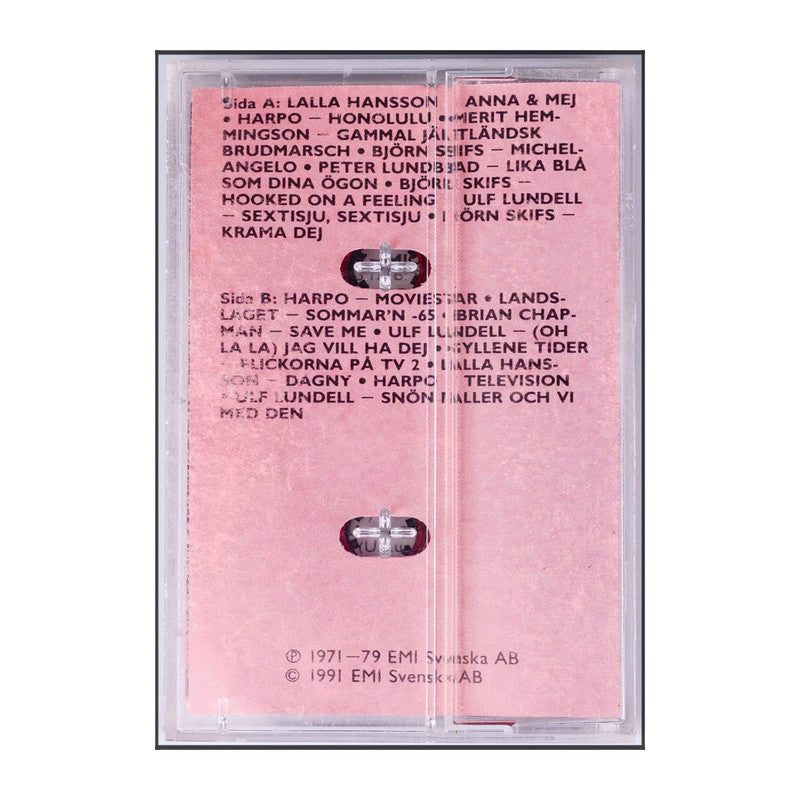 Sida A: LALLA HANSSON – ANNA & MEJ
• HARPO – HONOLULU • MERIT HEM-
MINGSON – GAMMAL JÄMTLÄNDSK
BRUDMARSCH • BJÖRN SKIFS – MICHEL-
ANGELO • PETER LUNDBLAD – LIKA BLÅ
SOM DINA ÖGON • BJÖRN SKIFS –
HOOKED ON A FEELING • ULF LUNDELL
– SEXTISJU, SEXTISJU • BJÖRN SKIFS –
KRAMA DEJ
Sida B: HARPO – MOVIESTAR • LANDS-
LAGET – SOMMAR'N -65 • BRIAN CHAP-
MAN – SAVE ME • ULF LUNDELL – (OH
LA LA) JAG VILL HA DEJ • GYLLENE TIDER
– FLICKORNA PÅ TV 2 • LALLA HANS-
SON – DAGNY • HARPO – TELEVISION
• ULF LUNDELL – SNÖN FALLER OCH VI
MED DEN
Ⓟ 1971–79 EMI Svenska AB
© 1991 EMI Svenska AB